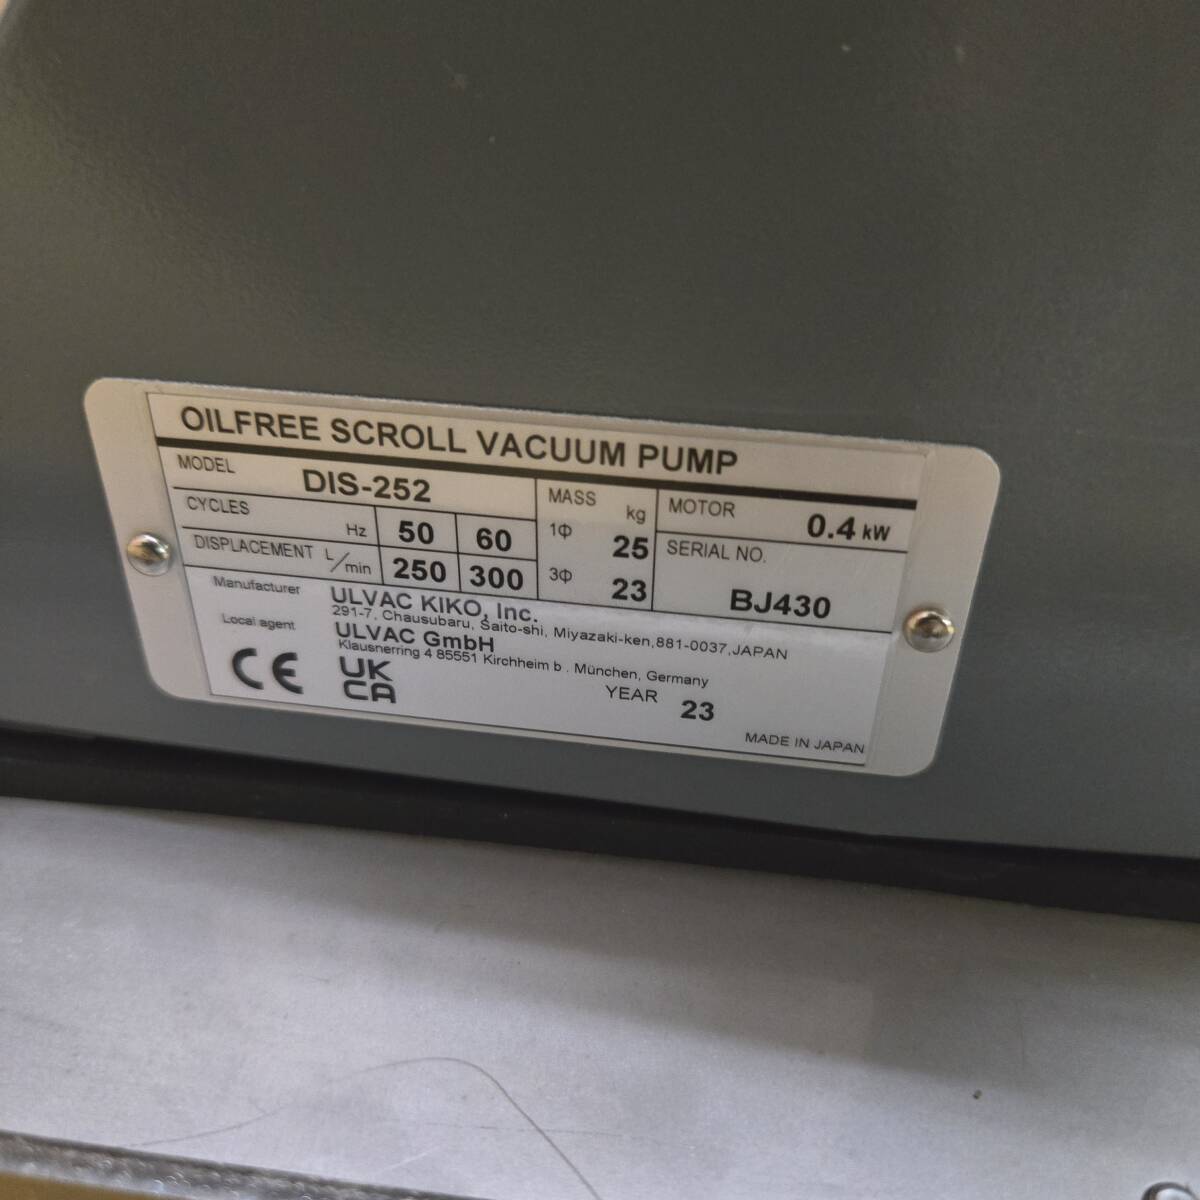 OILFREE SCROLL VACUUM PUMP
MODEL DIS-252
CYCLES Hz 50 60
DISPLACEMENT L/min 250 300
MASS kg
1Φ 25
3Φ 23
MOTOR 0.4 kW
SERIAL NO.
BJ430
Manufacturer ULVAC KIKO, Inc.
291-7, Chausubaru, Saito-shi, Miyazaki-ken,881-0037,JAPAN
Local agent ULVAC GmbH
Klausnerring 4 85551 Kirchheim b . München, Germany
CE UK
CA
YEAR 23
MADE IN JAPAN